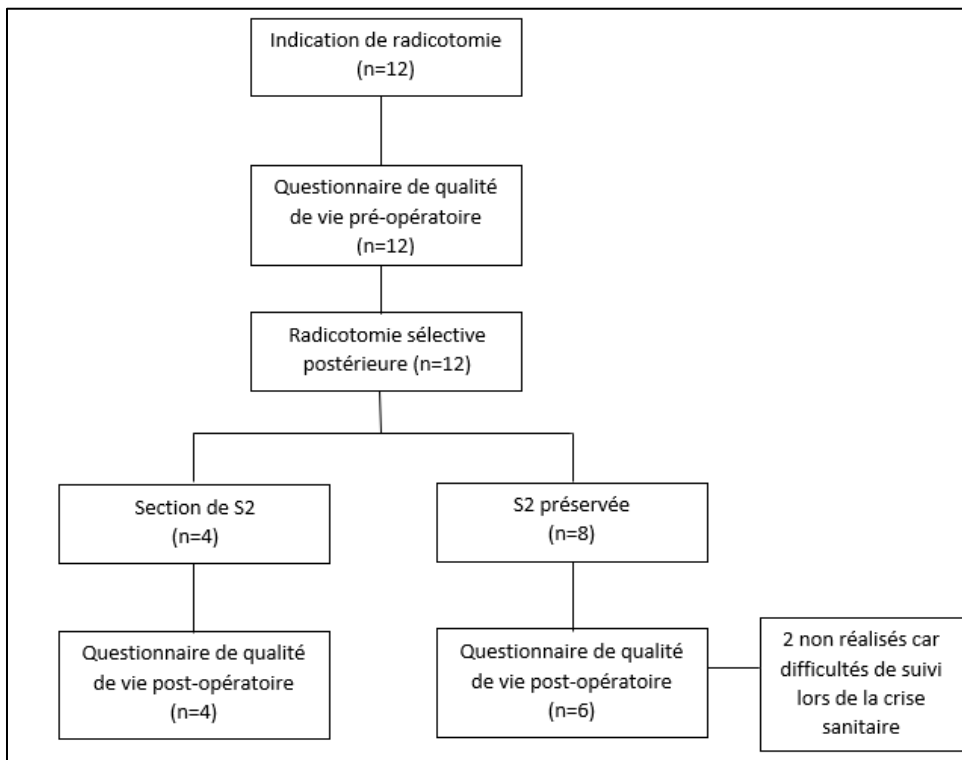 Indication de radicotomie
(n=12)
Questionnaire de qualité
de vie pré-opératoire
(n=12)
Radicotomie sélective
postérieure (n=12)
Section de S2
(n=4)
S2 préservée
(n=8)
Questionnaire de qualité
de vie post-opératoire
(n=4)
Questionnaire de qualité
de vie post-opératoire
(n=6)
2 non réalisés car
difficultés de suivi
lors de la crise
sanitaire